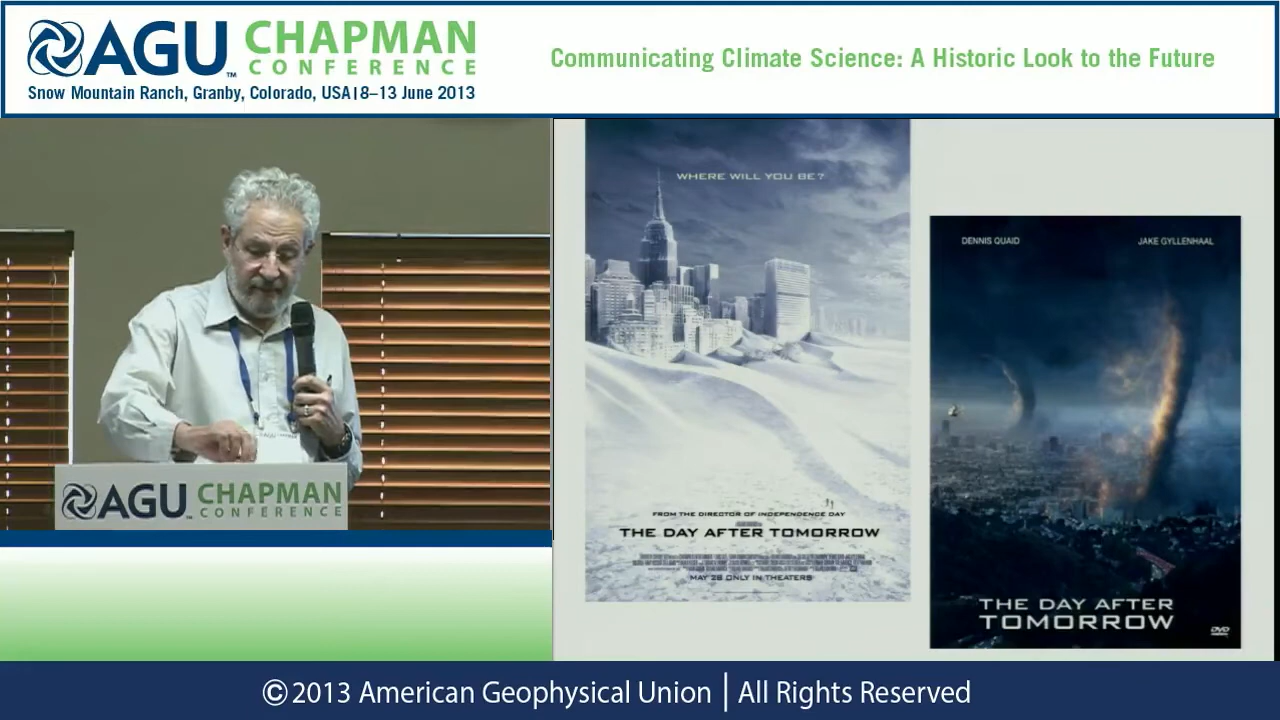 AGU CHAPMAN
CONFERENCE
Snow Mountain Ranch, Granby, Colorado, USA | 8–13 June 2013
Communicating Climate Science: A Historic Look to the Future
AGU CHAPMAN
CONFERENCE
WHERE WILL YOU BE?
FROM THE DIRECTOR OF INDEPENDENCE DAY
THE DAY AFTER TOMORROW
MAY 28 ONLY IN THEATERS
DENNIS QUAID
JAKE GYLLENHAAL
THE DAY AFTER
TOMORROW
DVD
©2013 American Geophysical Union | All Rights Reserved